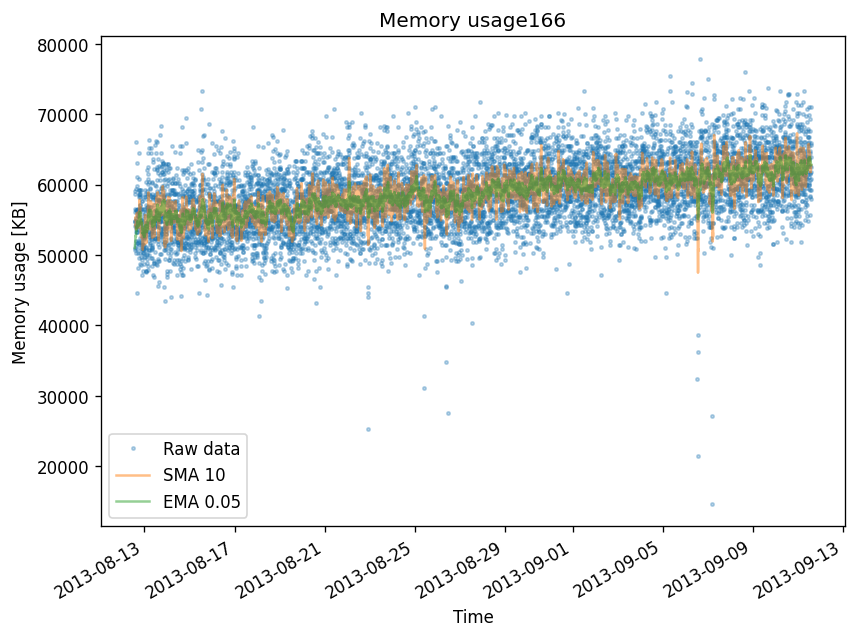 Memory usage166
80000
70000
60000
50000
40000
30000
20000
Memory usage [KB]
Raw data
SMA 10
EMA 0.05
2013-08-13
2013-08-17
2013-08-21
2013-08-25
2013-08-29
2013-09-01
2013-09-05
2013-09-09
2013-09-13
Time